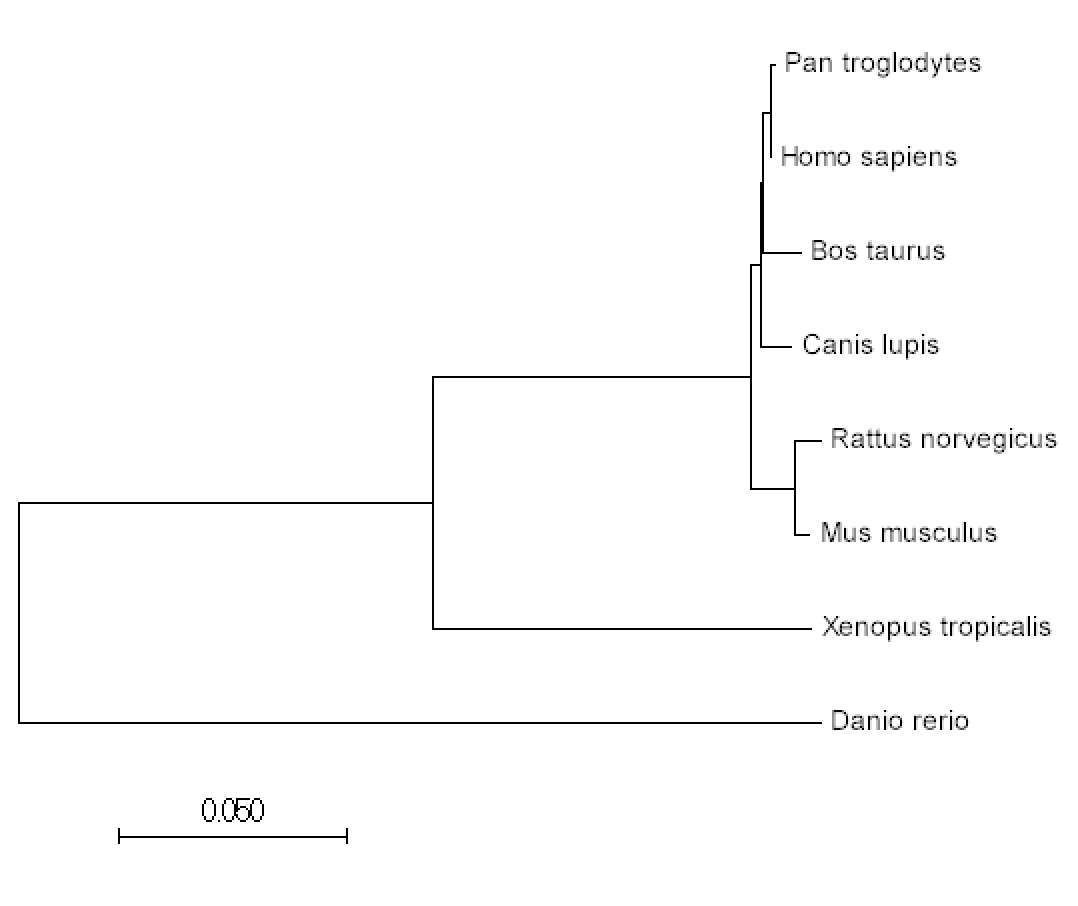 Pan troglodytes
Homo sapiens
Bos taurus
Canis lupis
Rattus norvegicus
Mus musculus
Xenopus tropicalis
Danio rerio
0.050